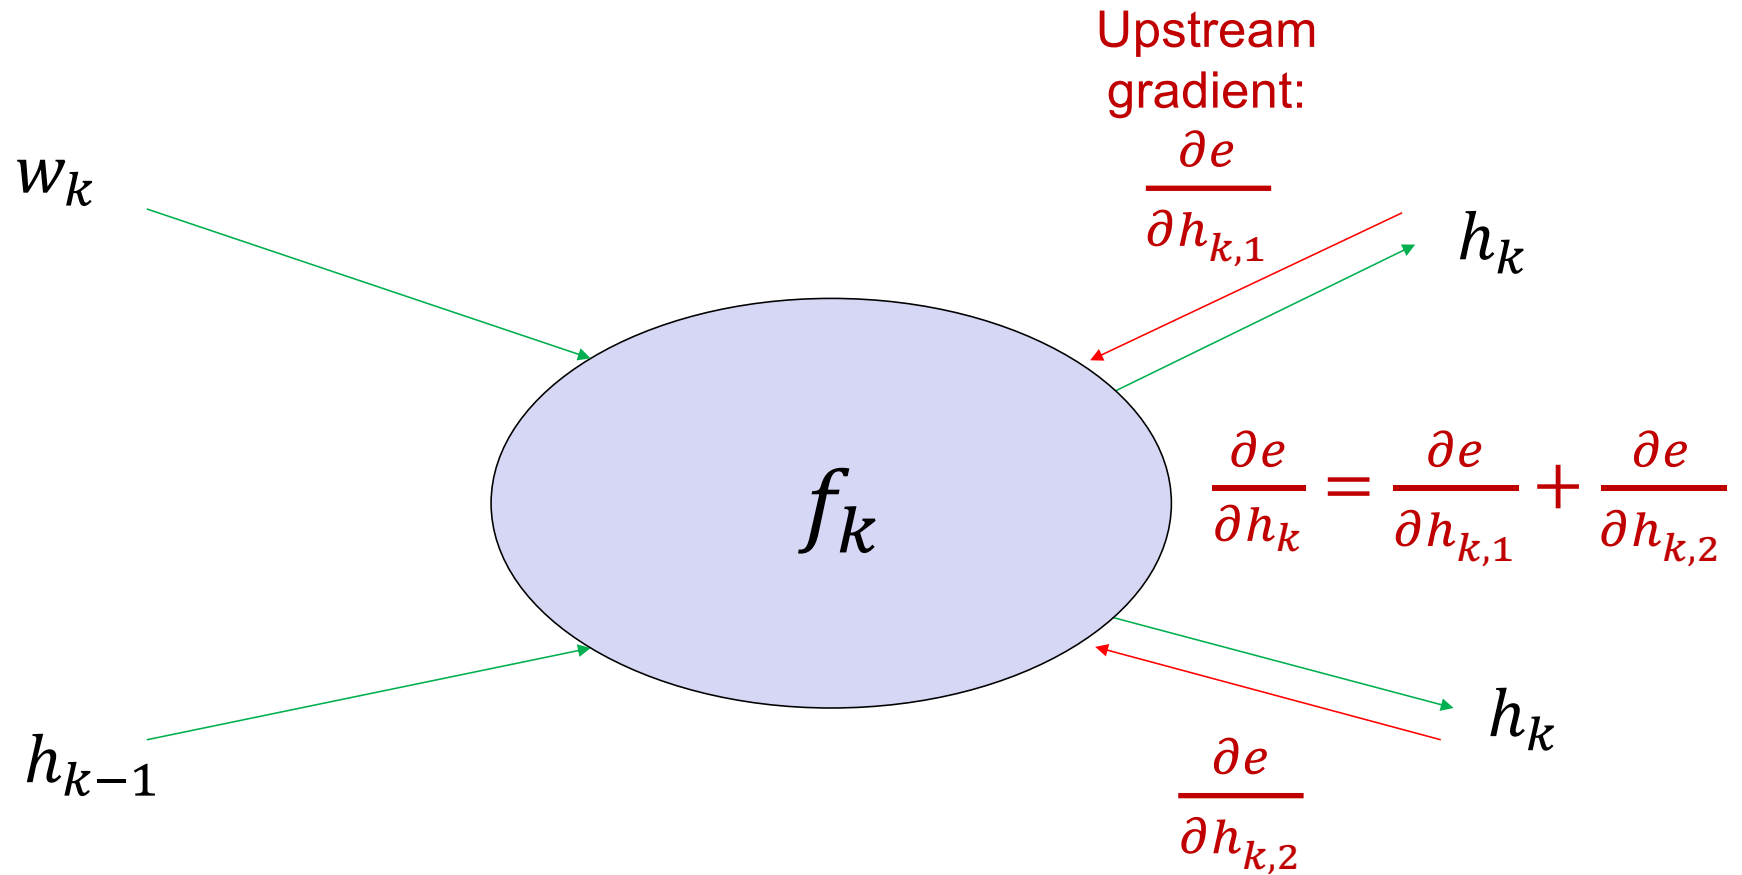 Upstream
gradient:
∂e/∂h_{k,1}
w_k
h_k
f_k
∂e/∂h_k = ∂e/∂h_{k,1} + ∂e/∂h_{k,2}
h_k
h_{k−1}
∂e/∂h_{k,2}